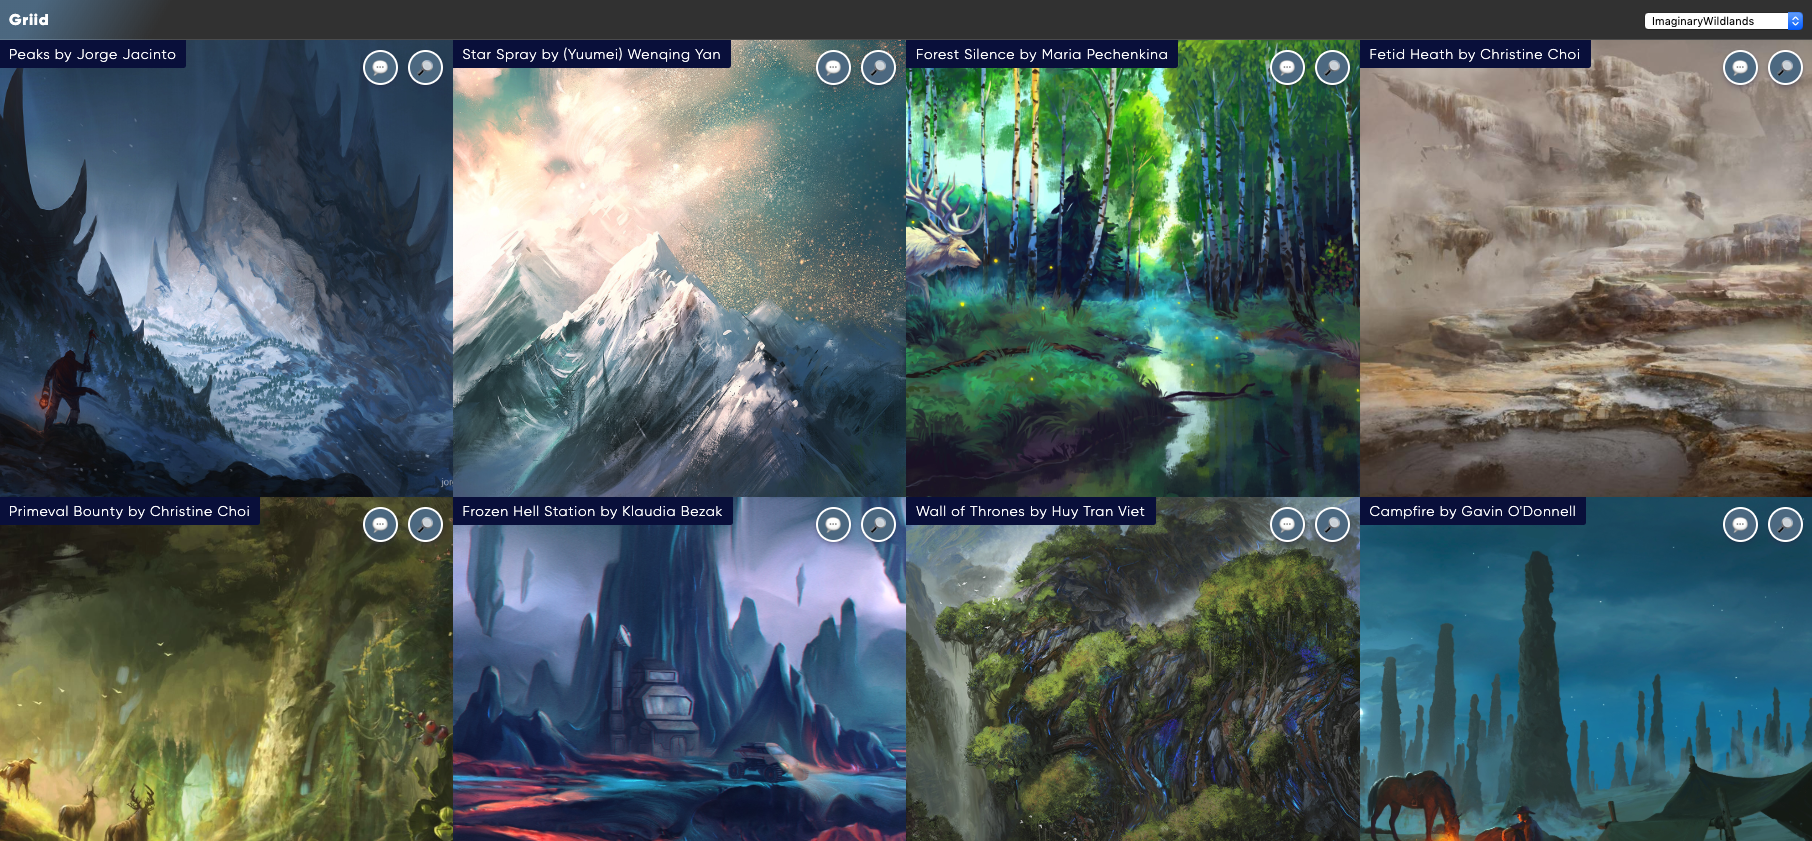 Griid
ImaginaryWildlands
Peaks by Jorge Jacinto
Star Spray by (Yuumei) Wenqing Yan
Forest Silence by Maria Pechenkina
Fetid Heath by Christine Choi
jor
Primeval Bounty by Christine Choi
Frozen Hell Station by Klaudia Bezak
Wall of Thrones by Huy Tran Viet
Campfire by Gavin O'Donnell